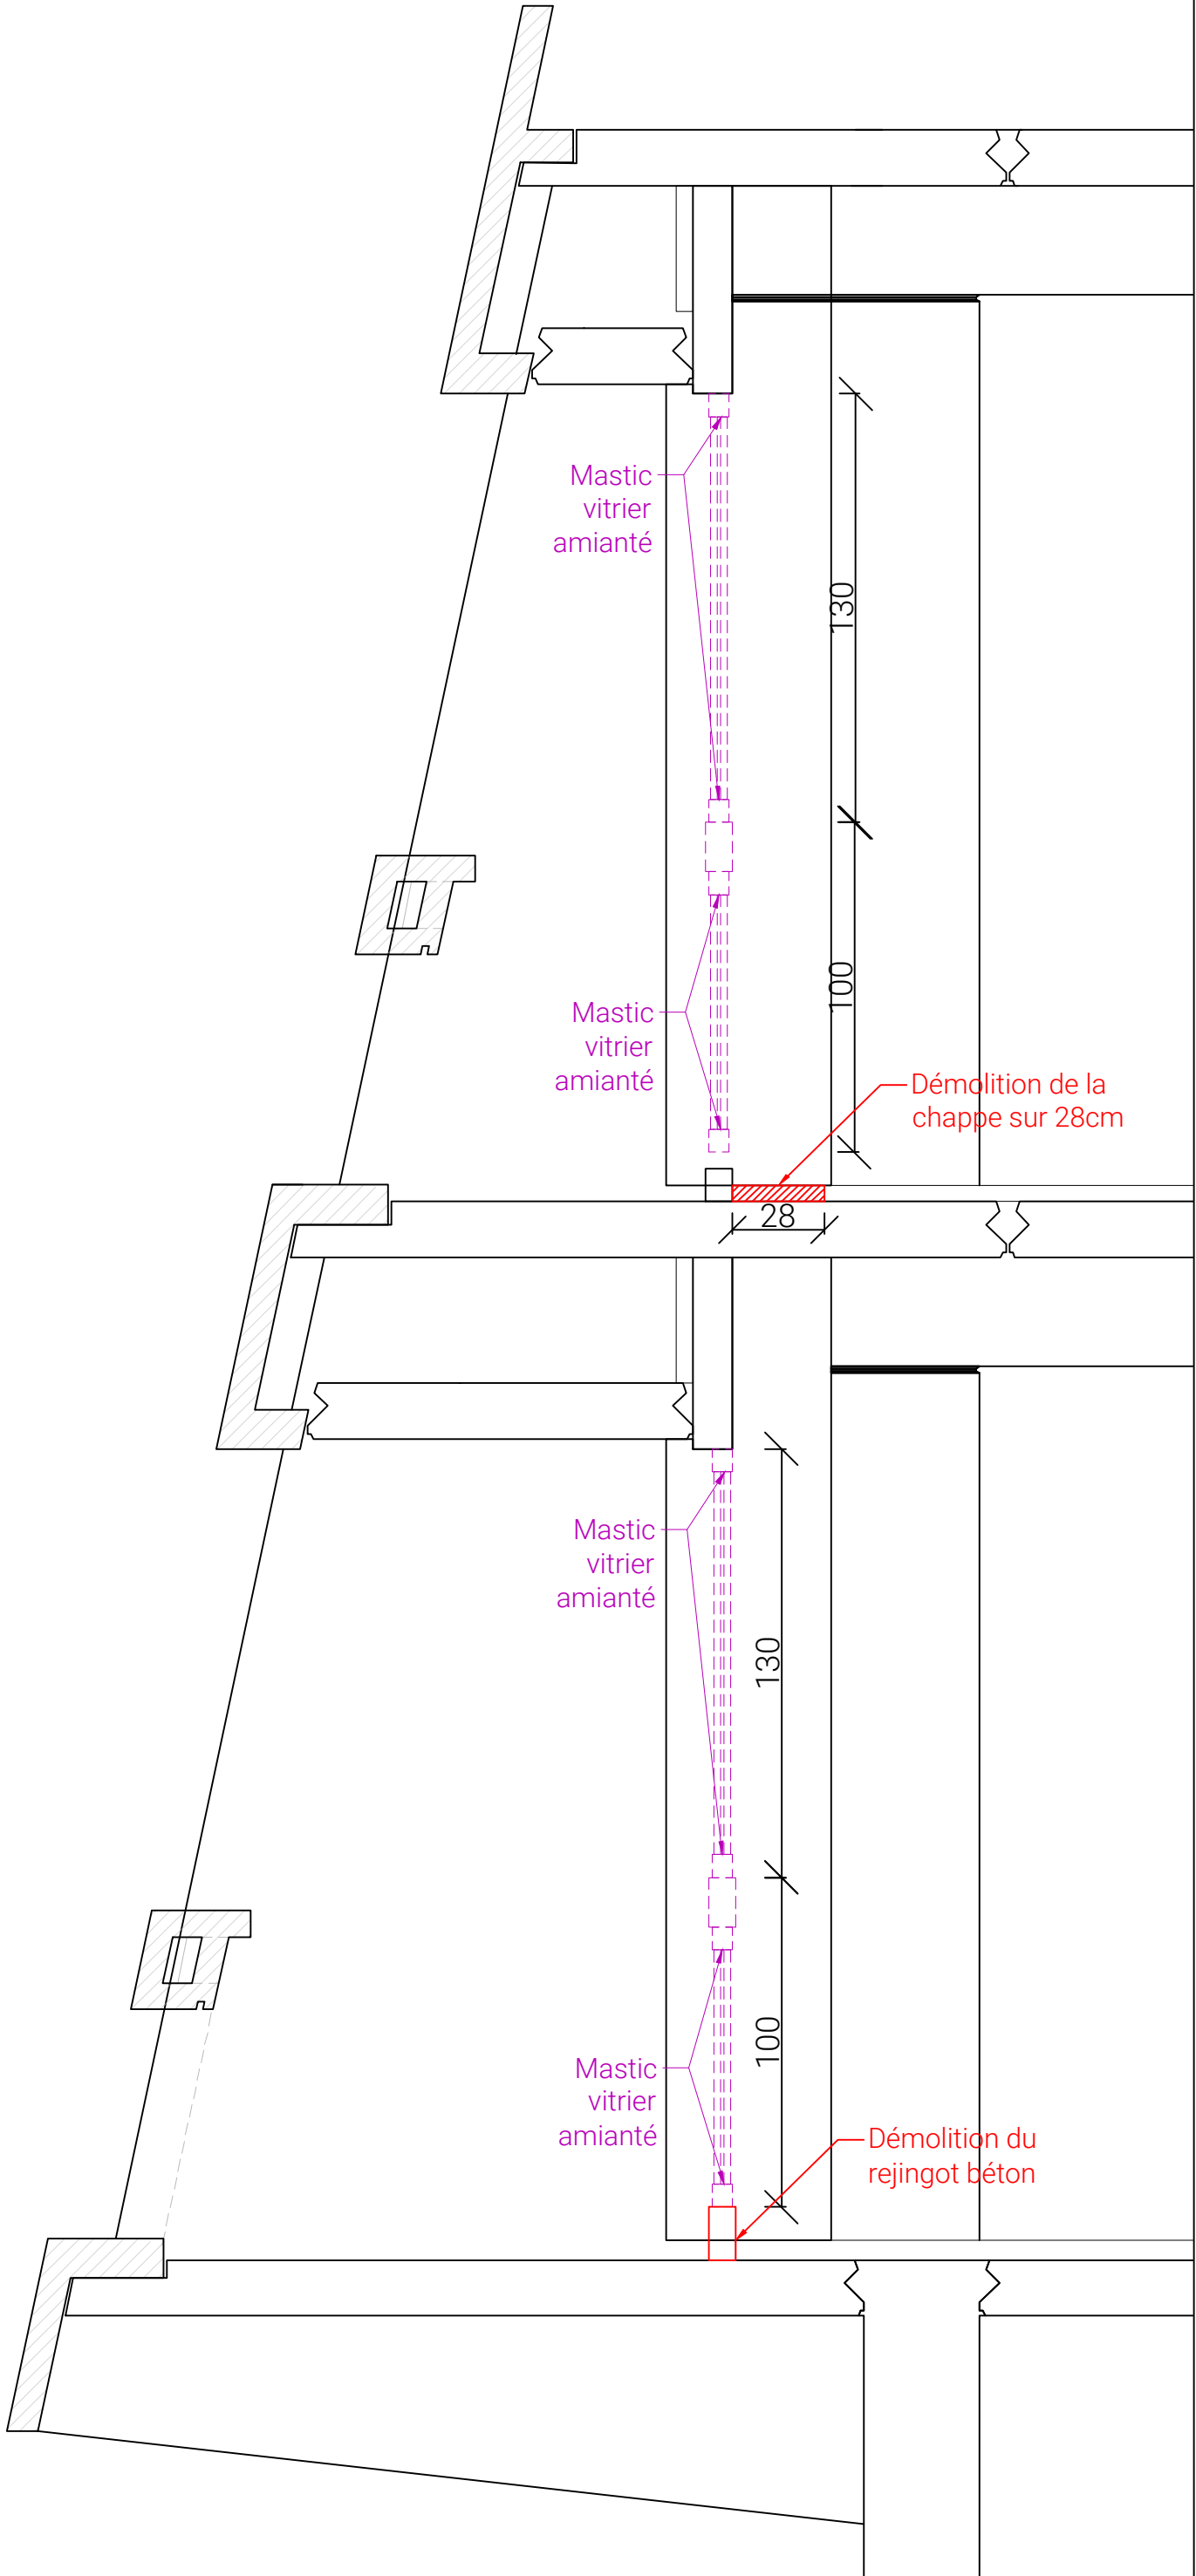 Mastic
vitrier
amianté
130
Mastic
vitrier
amianté
100
Démolition de la
chappe sur 28cm
28
Mastic
vitrier
amianté
130
Mastic
vitrier
amianté
100
Démolition du
rejingot béton